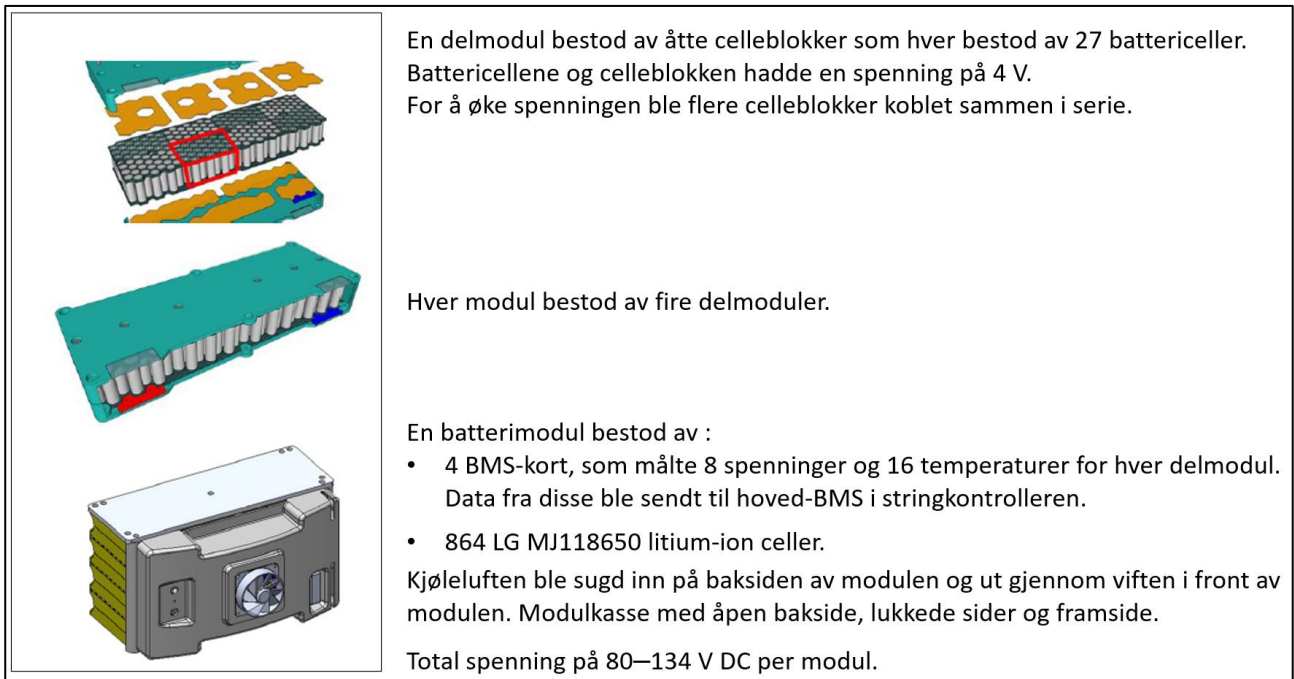 En delmodul bestod av åtte celleblokker som hver bestod av 27 battericeller.
Battericellene og celleblokken hadde en spenning på 4 V.
For å øke spenningen ble flere celleblokker koblet sammen i serie.
Hver modul bestod av fire delmoduler.
En batterimodul bestod av :
• 4 BMS-kort, som målte 8 spenninger og 16 temperaturer for hver delmodul.
Data fra disse ble sendt til hoved-BMS i stringkontrolleren.
• 864 LG MJ118650 litium-ion celler.
Kjøleluften ble sugd inn på baksiden av modulen og ut gjennom viften i front av
modulen. Modulkasse med åpen bakside, lukkede sider og framside.
Total spenning på 80–134 V DC per modul.